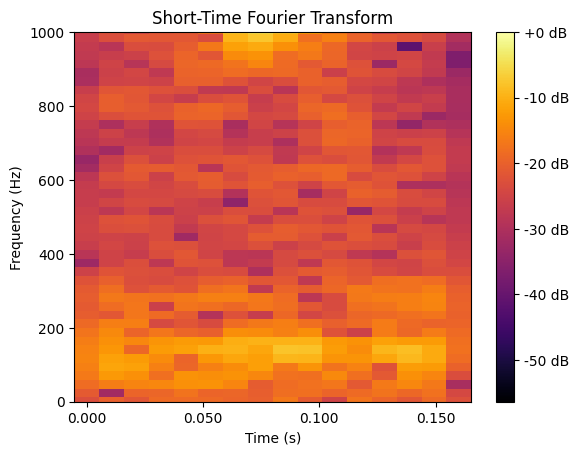 Short-Time Fourier Transform
1000
800
600
400
200
0
Frequency (Hz)
0.000
0.050
0.100
0.150
Time (s)
+0 dB
-10 dB
-20 dB
-30 dB
-40 dB
-50 dB